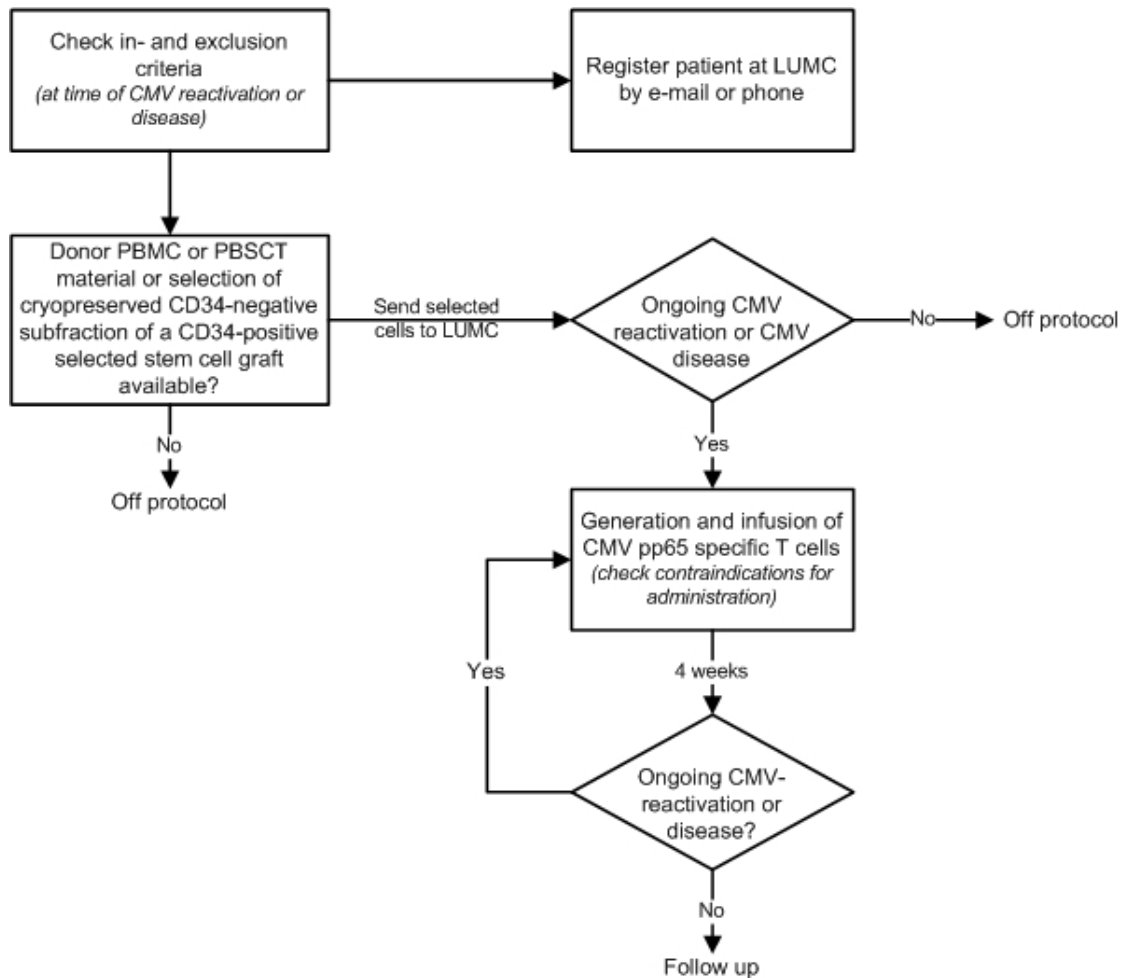 Check in- and exclusion
criteria
(at time of CMV reactivation or
disease)
Register patient at LUMC
by e-mail or phone
Donor PBMC or PBSCT
material or selection of
cryopreserved CD34-negative
subfraction of a CD34-positive
selected stem cell graft
available?
Send selected
cells to LUMC
Ongoing CMV
reactivation or CMV
disease
No
Off protocol
No
Off protocol
Yes
Generation and infusion of
CMV pp65 specific T cells
(check contraindications for
administration)
Yes
4 weeks
Ongoing CMV-
reactivation or
disease?
No
Follow up